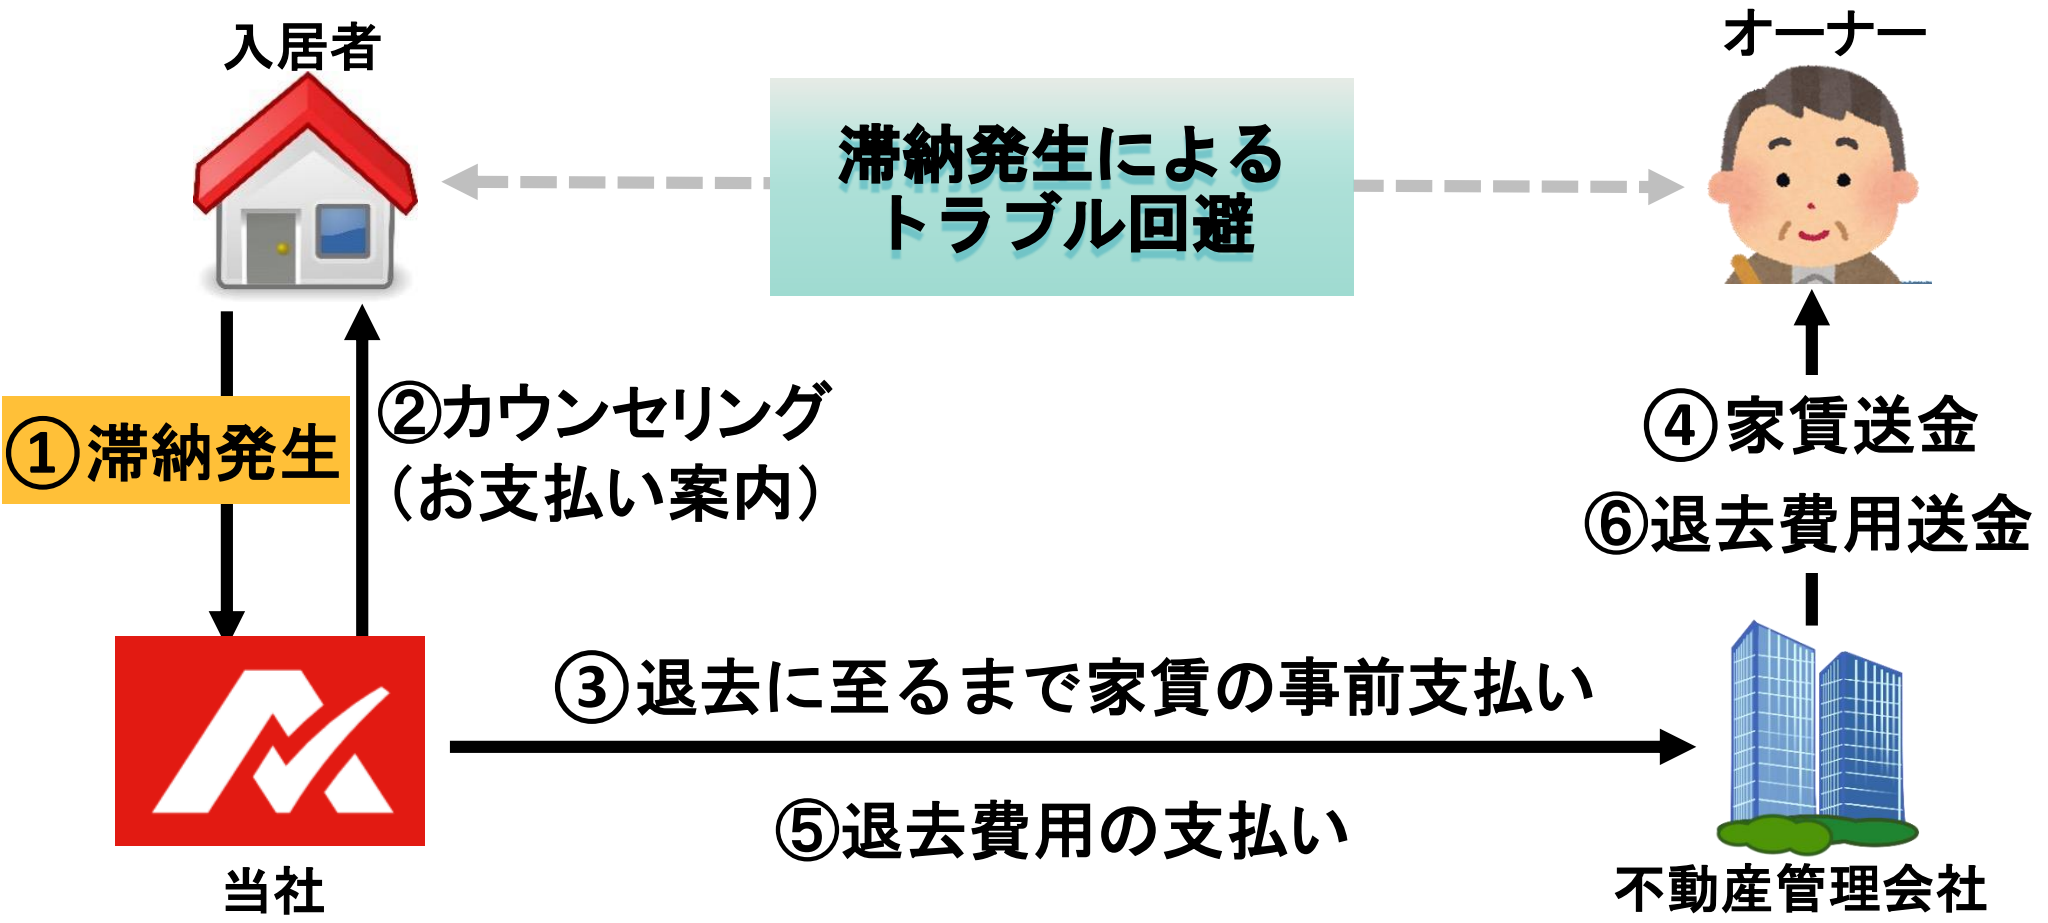 入居者
オーナー
滞納発生による
トラブル回避
①滞納発生
②カウンセリング
（お支払い案内）
④家賃送金
⑥退去費用送金
③退去に至るまで家賃の事前支払い
⑤退去費用の支払い
当社
不動産管理会社